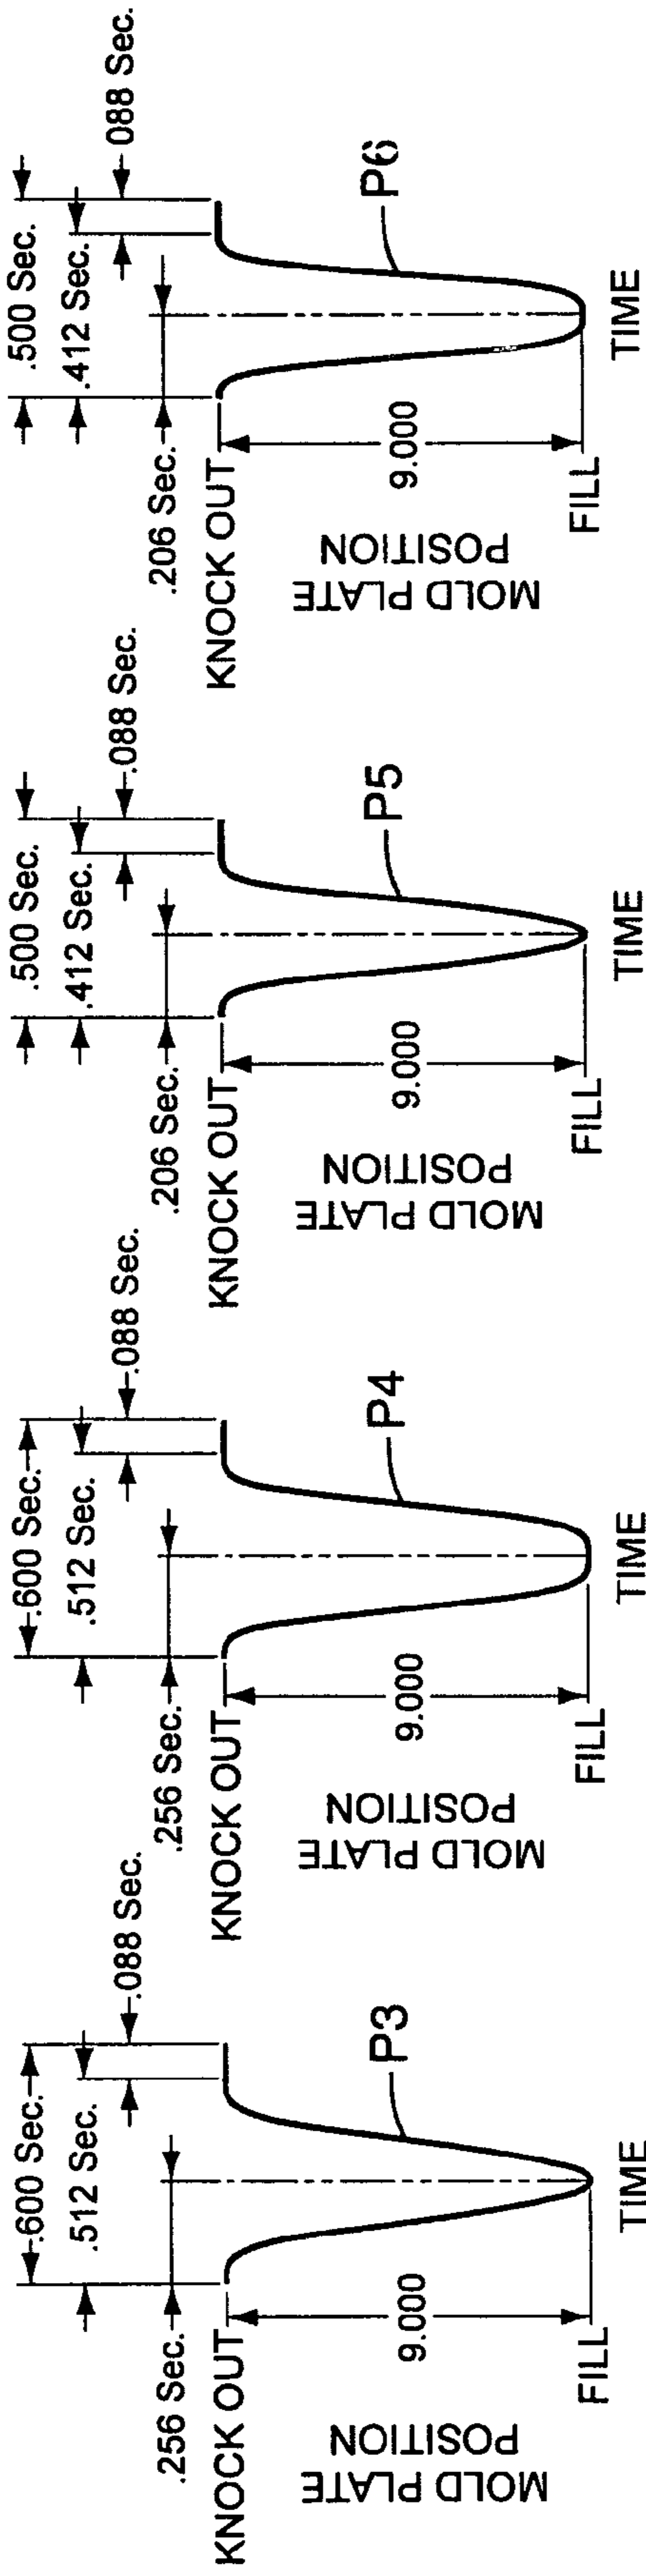 .600 Sec.
.512 Sec.
.088 Sec.
.256 Sec.
KNOCK OUT
P3
9.000
MOLD PLATE
POSITION
FILL
TIME
.600 Sec.
.512 Sec.
.088 Sec.
.256 Sec.
KNOCK OUT
P4
9.000
MOLD PLATE
POSITION
FILL
TIME
.500 Sec.
.412 Sec.
.088 Sec.
.206 Sec.
KNOCK OUT
P5
9.000
MOLD PLATE
POSITION
FILL
TIME
.500 Sec.
.412 Sec.
.088 Sec.
.206 Sec.
KNOCK OUT
P6
9.000
MOLD PLATE
POSITION
FILL
TIME